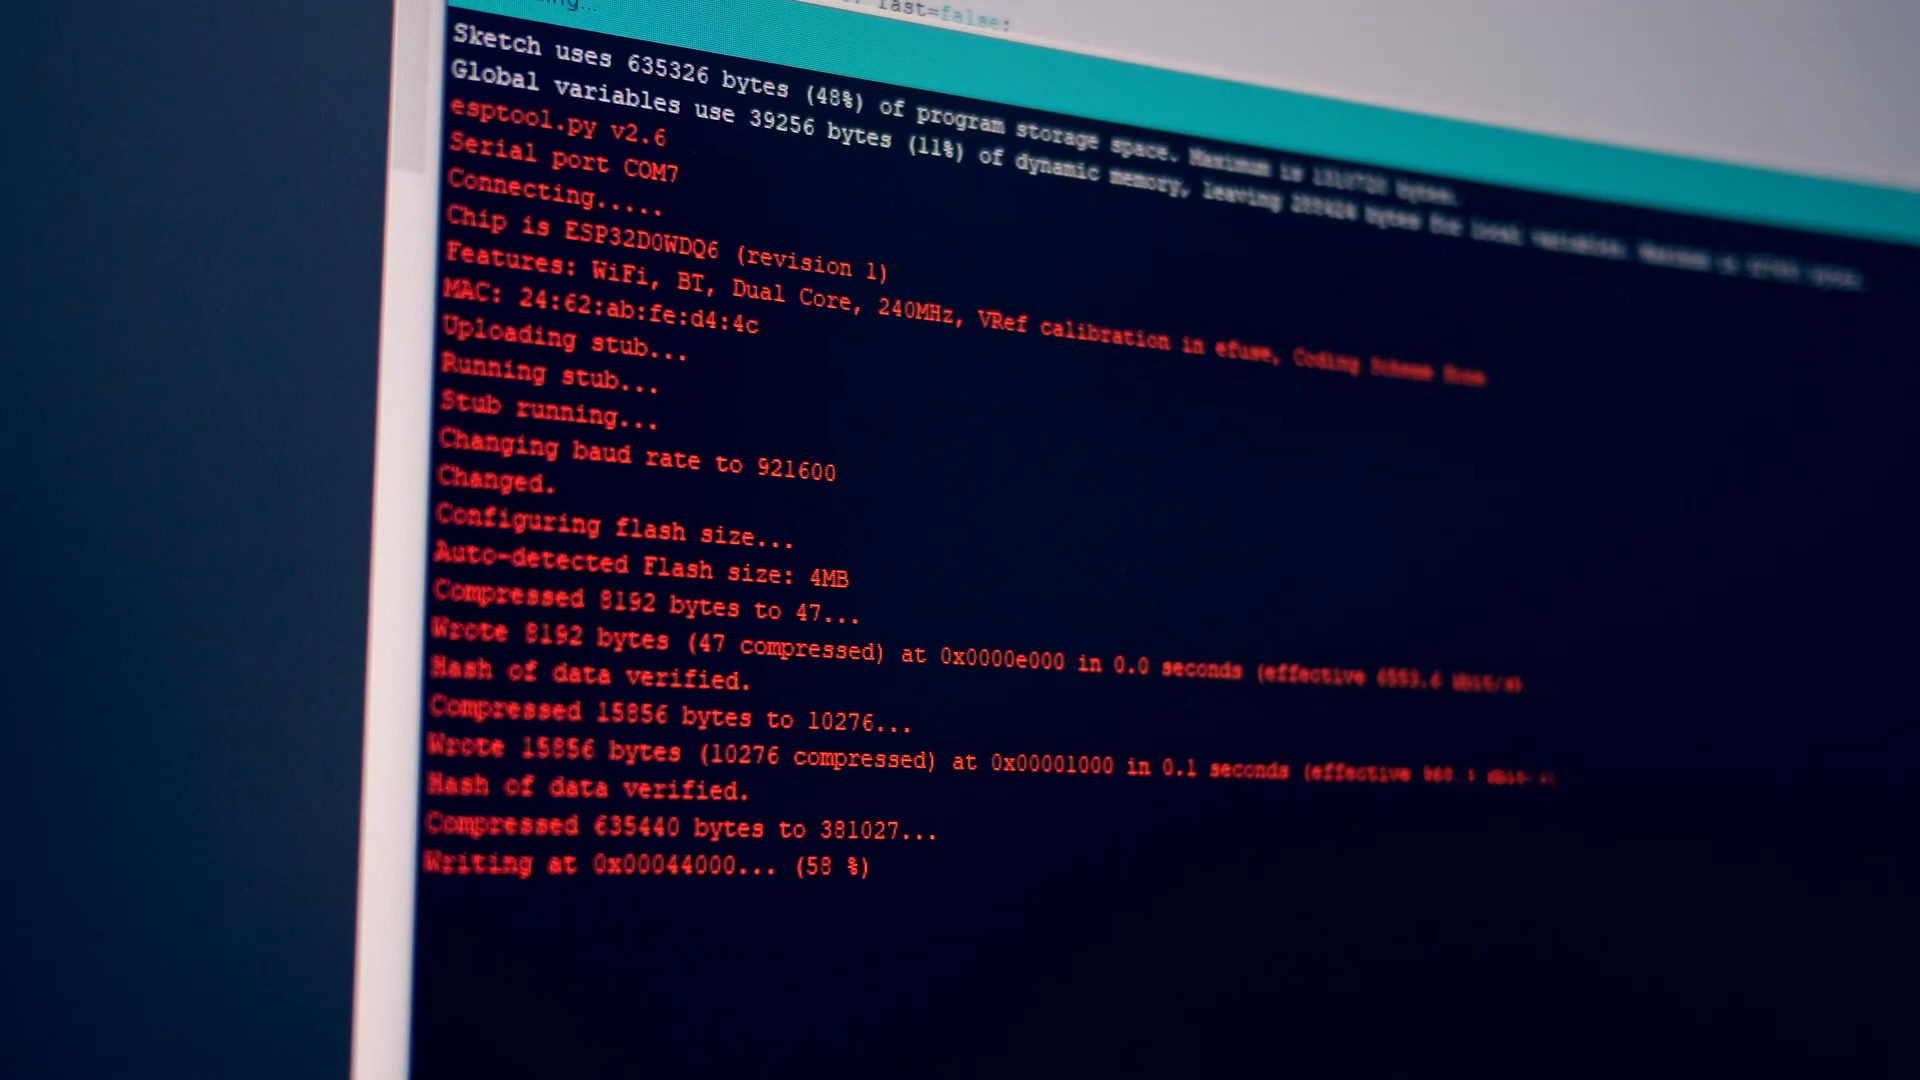 fast=false;
Sketch uses 635326 bytes (48%) of program storage space. Maximum is 1310720 bytes.
Global variables use 39256 bytes (11%) of dynamic memory, leaving 288424 bytes for local variables. Maximum is
esptool.py v2.6
Serial port COM7
Connecting.....
Chip is ESP32D0WDQ6 (revision 1)
Features: WiFi, BT, Dual Core, 240MHz, VRef calibration in efuse, Coding Scheme None
MAC: 24:62:ab:fe:d4:4c
Uploading stub...
Running stub...
Stub running...
Changing baud rate to 921600
Changed.
Configuring flash size...
Auto-detected Flash size: 4MB
Compressed 8192 bytes to 47...
Wrote 8192 bytes (47 compressed) at 0x0000e000 in 0.0 seconds (effective 6553.6 kbit/s)
Hash of data verified.
Compressed 15856 bytes to 10276...
Wrote 15856 bytes (10276 compressed) at 0x00001000 in 0.1 seconds (effective
Hash of data verified.
Compressed 635440 bytes to 381027...
Writing at 0x00044000... (58 %)